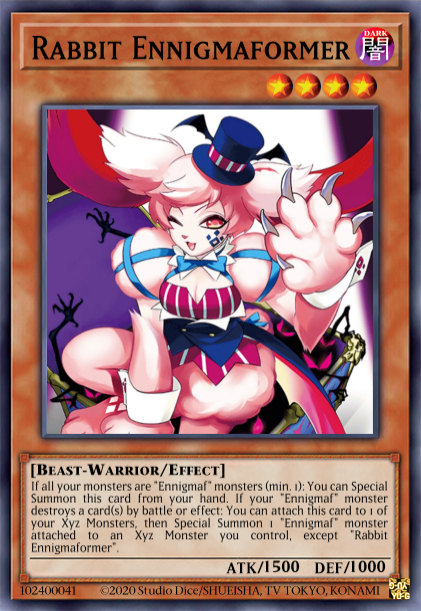 RABBIT ENNIGMAFORMER
DARK
闇
[BEAST-WARRIOR/EFFECT]
If all your monsters are "Ennigmaf" monsters (min. 1): You can Special
Summon this card from your hand. If your "Ennigmaf" monster
destroys a card(s) by battle or effect: You can attach this card to 1 of
your Xyz Monsters, then Special Summon 1 "Ennigmaf" monster
attached to an Xyz Monster you control, except "Rabbit
Ennigmaformer".
ATK/1500 DEF/1000
102400041 ©2020 Studio Dice/SHUEISHA, TV TOKYO, KONAMI